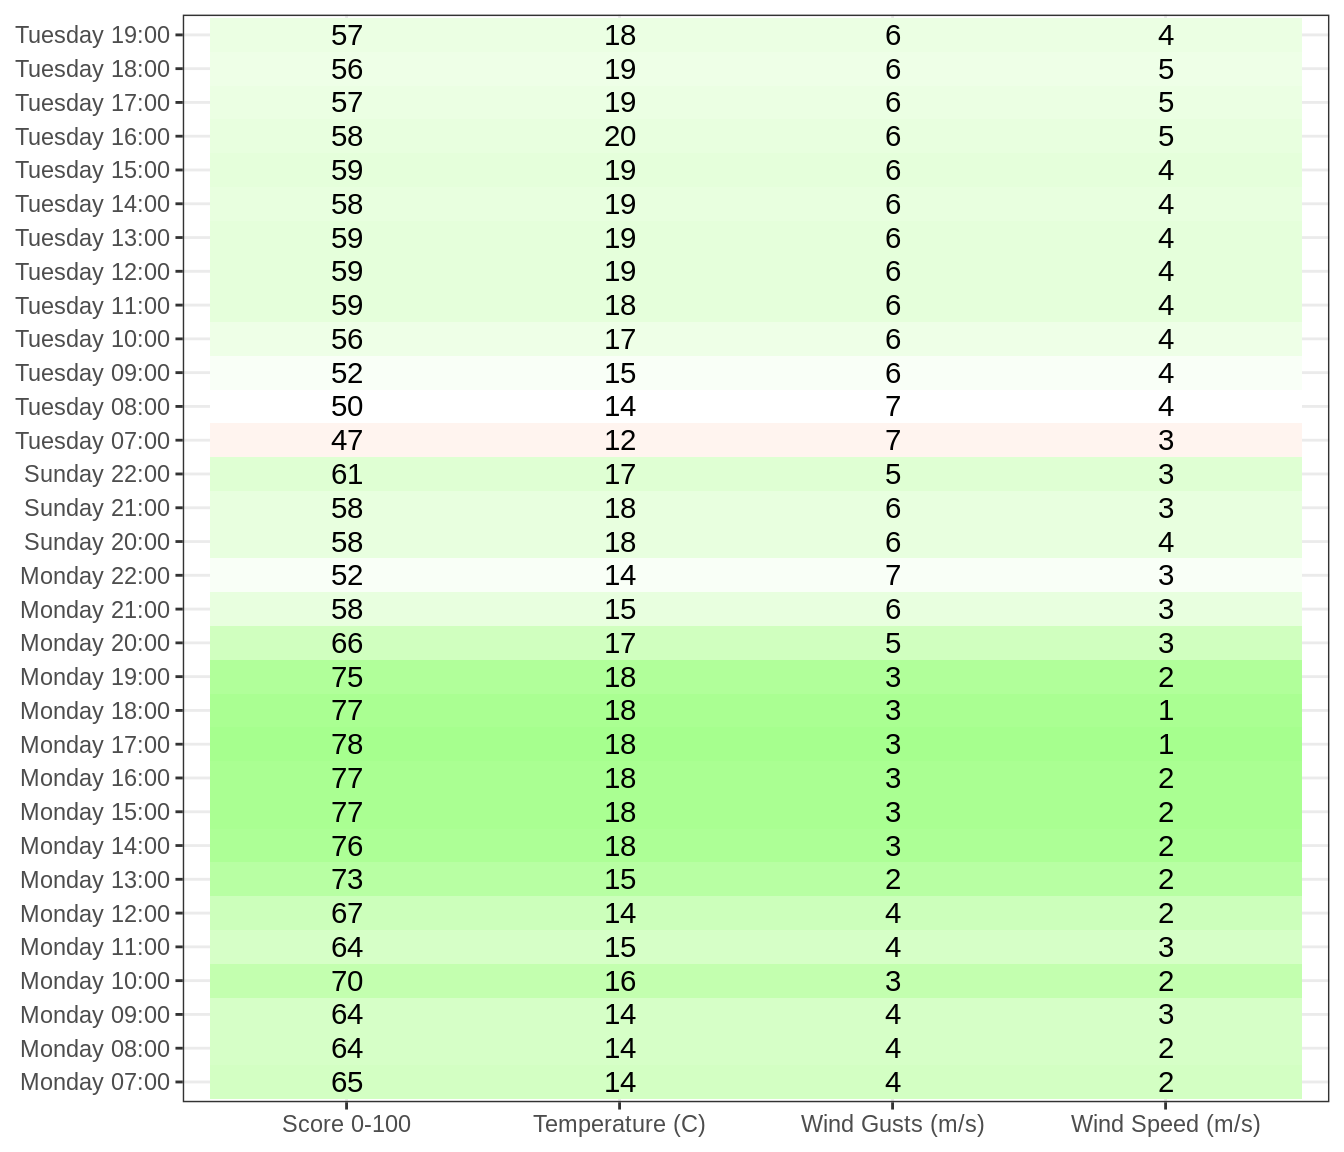 Tuesday 19:00 57 18 6 4
Tuesday 18:00 56 19 6 5
Tuesday 17:00 57 19 6 5
Tuesday 16:00 58 20 6 5
Tuesday 15:00 59 19 6 4
Tuesday 14:00 58 19 6 4
Tuesday 13:00 59 19 6 4
Tuesday 12:00 59 19 6 4
Tuesday 11:00 59 18 6 4
Tuesday 10:00 56 17 6 4
Tuesday 09:00 52 15 6 4
Tuesday 08:00 50 14 7 4
Tuesday 07:00 47 12 7 3
Sunday 22:00 61 17 5 3
Sunday 21:00 58 18 6 3
Sunday 20:00 58 18 6 4
Monday 22:00 52 14 7 3
Monday 21:00 58 15 6 3
Monday 20:00 66 17 5 3
Monday 19:00 75 18 3 2
Monday 18:00 77 18 3 1
Monday 17:00 78 18 3 1
Monday 16:00 77 18 3 2
Monday 15:00 77 18 3 2
Monday 14:00 76 18 3 2
Monday 13:00 73 15 2 2
Monday 12:00 67 14 4 2
Monday 11:00 64 15 4 3
Monday 10:00 70 16 3 2
Monday 09:00 64 14 4 3
Monday 08:00 64 14 4 2
Monday 07:00 65 14 4 2
Score 0-100 Temperature (C) Wind Gusts (m/s) Wind Speed (m/s)